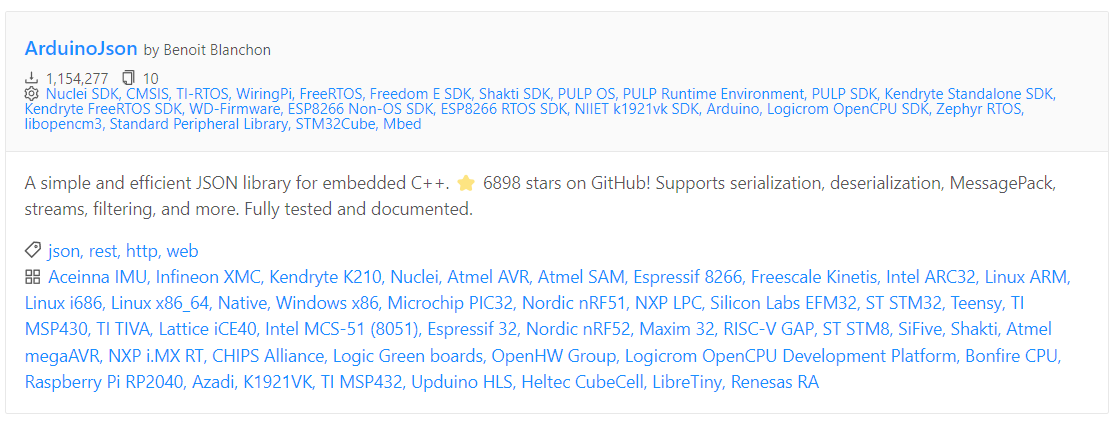 ArduinoJson by Benoit Blanchon
1,154,277 10
Nuclei SDK, CMSIS, TI-RTOS, WiringPi, FreeRTOS, Freedom E SDK, Shakti SDK, PULP OS, PULP Runtime Environment, PULP SDK, Kendryte Standalone SDK,
Kendryte FreeRTOS SDK, WD-Firmware, ESP8266 Non-OS SDK, ESP8266 RTOS SDK, NIIET k1921vk SDK, Arduino, Logicrom OpenCPU SDK, Zephyr RTOS,
libopencm3, Standard Peripheral Library, STM32Cube, Mbed
A simple and efficient JSON library for embedded C++. ⭐ 6898 stars on GitHub! Supports serialization, deserialization, MessagePack,
streams, filtering, and more. Fully tested and documented.
json, rest, http, web
Aceinna IMU, Infineon XMC, Kendryte K210, Nuclei, Atmel AVR, Atmel SAM, Espressif 8266, Freescale Kinetis, Intel ARC32, Linux ARM,
Linux i686, Linux x86_64, Native, Windows x86, Microchip PIC32, Nordic nRF51, NXP LPC, Silicon Labs EFM32, ST STM32, Teensy, TI
MSP430, TI TIVA, Lattice iCE40, Intel MCS-51 (8051), Espressif 32, Nordic nRF52, Maxim 32, RISC-V GAP, ST STM8, SiFive, Shakti, Atmel
megaAVR, NXP i.MX RT, CHIPS Alliance, Logic Green boards, OpenHW Group, Logicrom OpenCPU Development Platform, Bonfire CPU,
Raspberry Pi RP2040, Azadi, K1921VK, TI MSP432, Upduino HLS, Heltec CubeCell, LibreTiny, Renesas RA